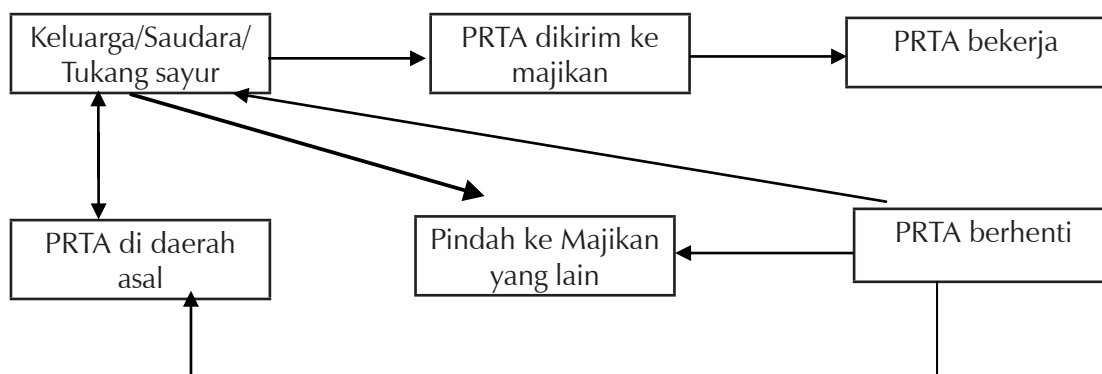 Keluarga/Saudara/
Tukang sayur
PRTA dikirim ke
majikan
PRTA bekerja
PRTA di daerah
asal
Pindah ke Majikan
yang lain
PRTA berhenti